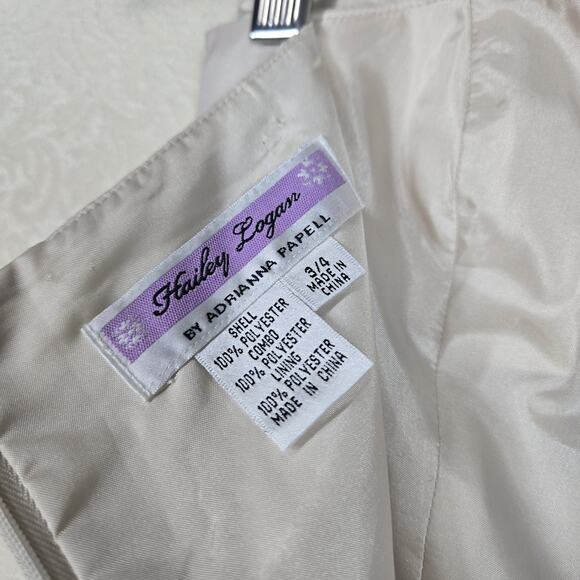 Hailey Logan
BY ADRIANNA PAPELL
3/4
MADE IN
CHINA
SHELL
100% POLYESTER
COMBO
100% POLYESTER
LINING
100% POLYESTER
MADE IN CHINA